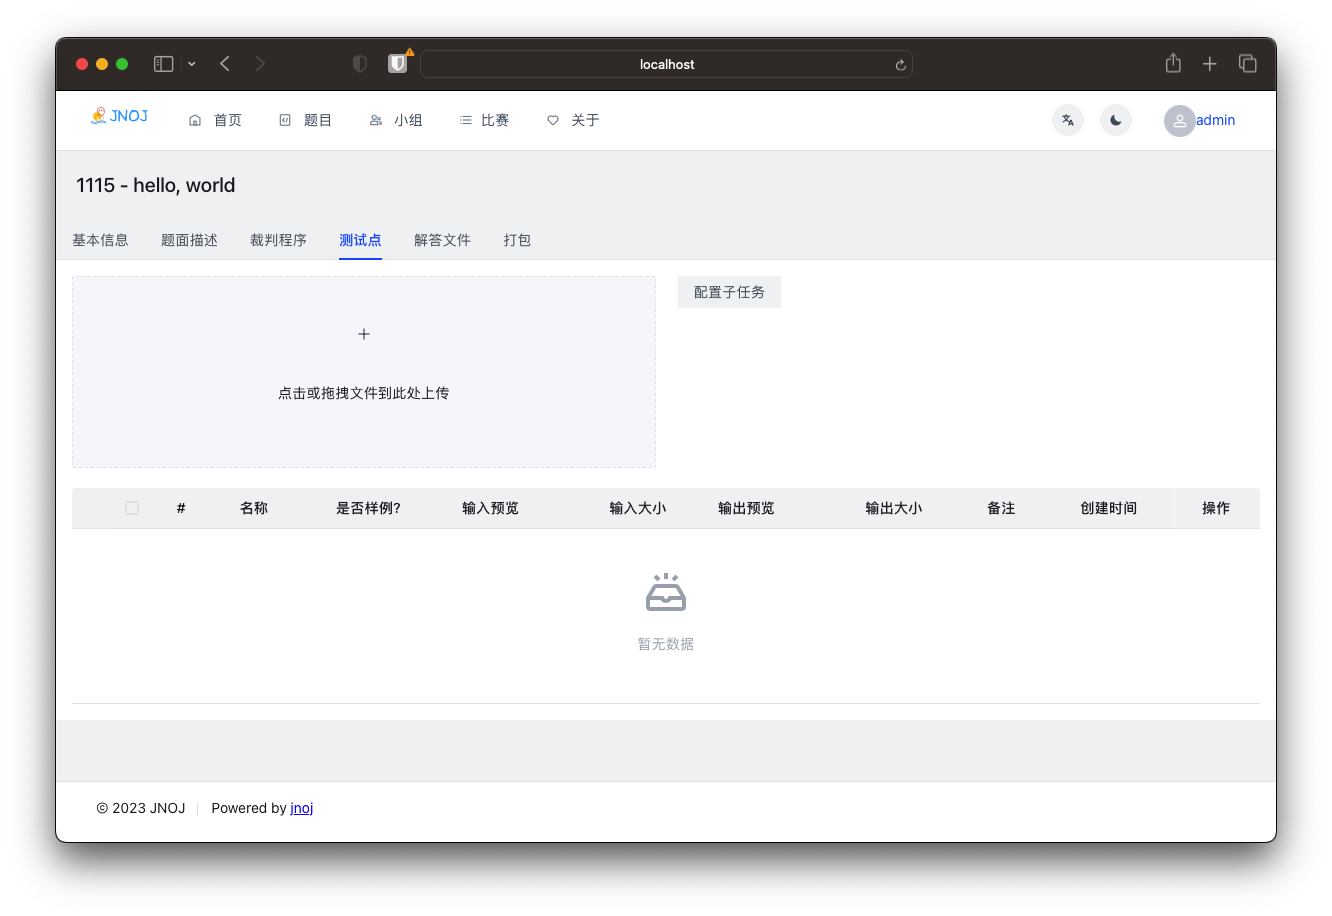 localhost
JNOJ 首页 题目 小组 比赛 关于 admin
1115 - hello, world
基本信息 题面描述 裁判程序 测试点 解答文件 打包
配置子任务
点击或拖拽文件到此处上传
# 名称 是否样例? 输入预览 输入大小 输出预览 输出大小 备注 创建时间 操作
暂无数据
© 2023 JNOJ Powered by jnoj